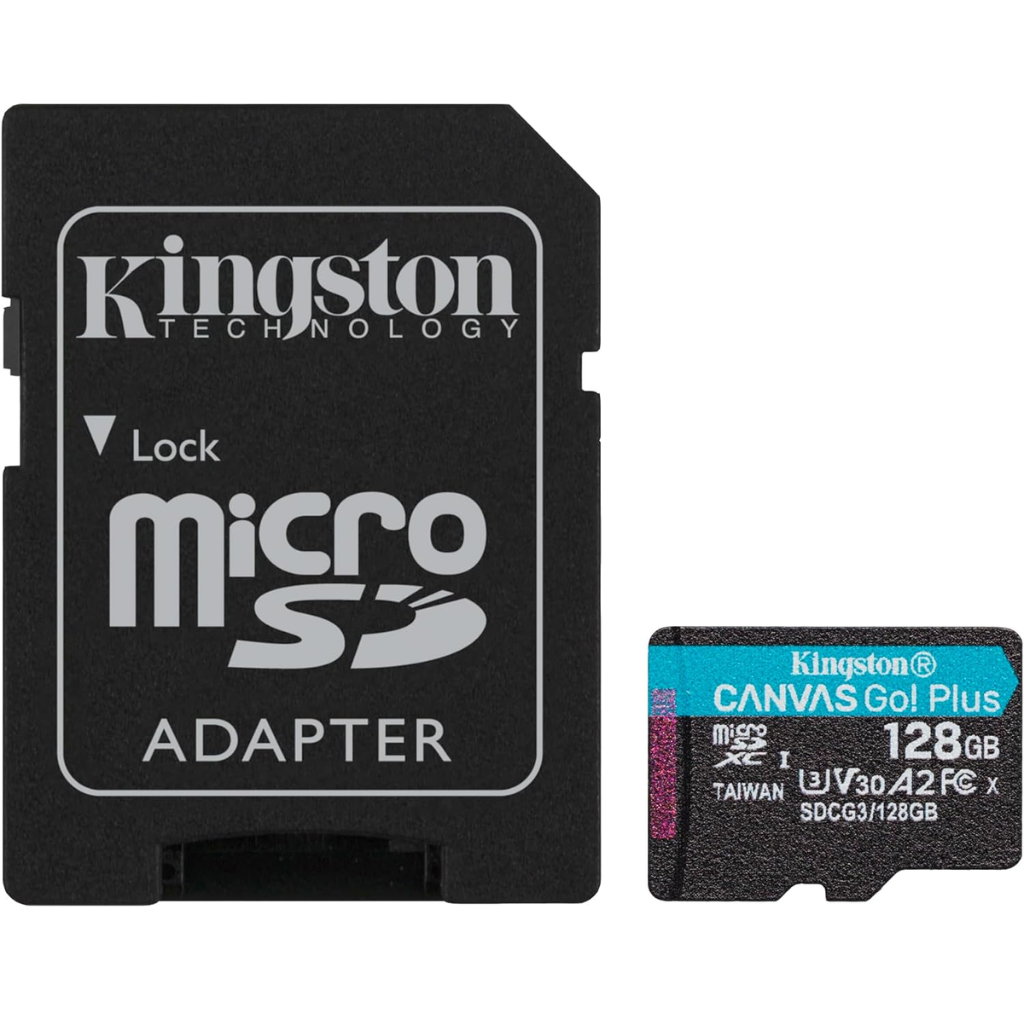 Kingston
TECHNOLOGY
Lock
micro
SD
ADAPTER
Kingston®
CANVAS Go! Plus
micro
SD
XC I
128GB
TAIWAN U3 V30 A2 FC X
SDCG3/128GB